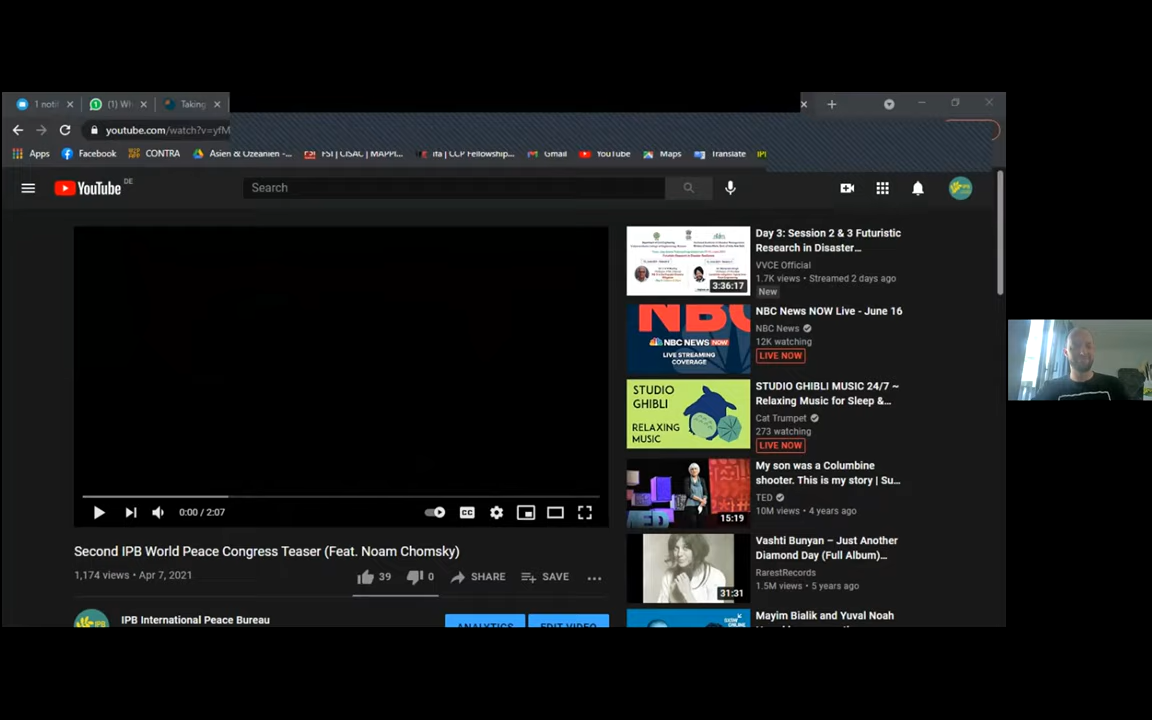 1 notif
(1) Wh
Taking
youtube.com/watch?v=yfM
Apps
Facebook
CONTRA
Asien & Ozeanien -...
FSI | CISAC | MAPPI...
ifa | CCP Fellowship...
Gmail
YouTube
Maps
Translate
YouTube DE
Search
Day 3: Session 2 & 3 Futuristic
Research in Disaster...
VVCE Official
1.7K views • Streamed 2 days ago
New
3:36:17
NBC News NOW Live - June 16
NBC News
12K watching
LIVE NOW
NBC
NBC NEWS NOW
LIVE STREAMING
COVERAGE
STUDIO GHIBLI MUSIC 24/7 ~
Relaxing Music for Sleep &...
Cat Trumpet
273 watching
LIVE NOW
STUDIO
GHIBLI
RELAXING
MUSIC
My son was a Columbine
shooter. This is my story | Su...
TED
10M views • 4 years ago
15:19
Vashti Bunyan – Just Another
Diamond Day (Full Album)...
RarestRecords
1.5M views • 5 years ago
31:31
Mayim Bialik and Yuval Noah
0:00 / 2:07
CC
Second IPB World Peace Congress Teaser (Feat. Noam Chomsky)
1,174 views • Apr 7, 2021
39
0
SHARE
SAVE
IPB International Peace Bureau
ANALYTICS
EDIT VIDEO